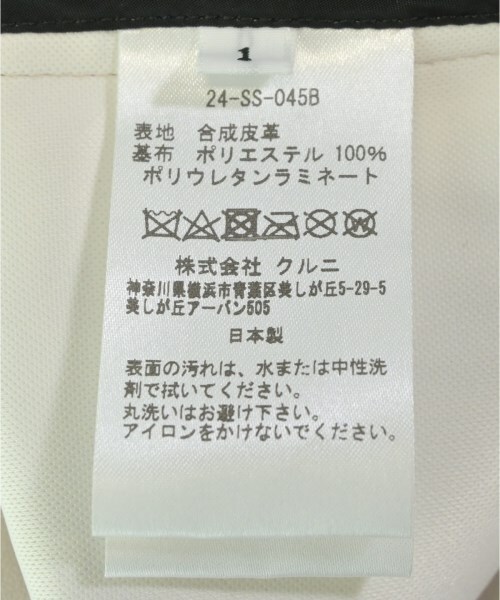 1
24-SS-045B
表地 合成皮革
基布 ポリエステル 100%
ポリウレタンラミネート
株式会社 クルニ
神奈川県横浜市青葉区美しが丘5-29-5
美しが丘アーバン505
日本製
表面の汚れは、水または中性洗
剤で拭いてください。
丸洗いはお避け下さい。
アイロンをかけないでください。